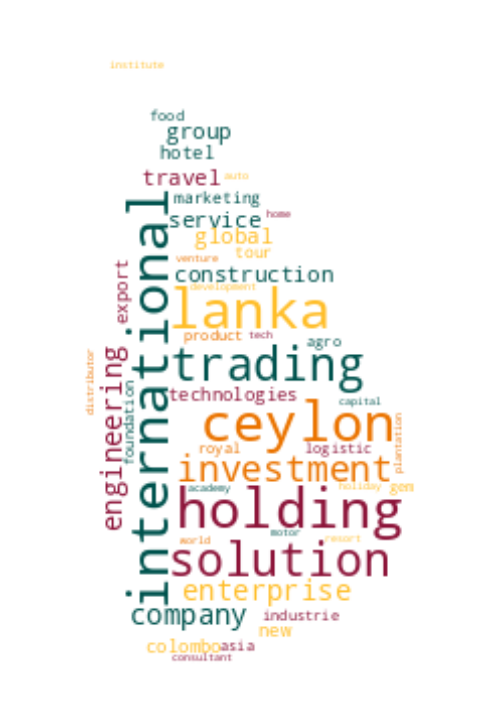 institute
food
group
hotel
travel
auto
marketing
international
service
home
global
tour
venture
export
construction
development
lanka
product
tech
agro
engineering
trading
distributor
foundation
technologies
capital
ceylon
plantation
royal
logistic
investment
academy
holiday
gem
holding
motor
world
resort
solution
enterprise
company
industrie
new
colombo
asia
consultant